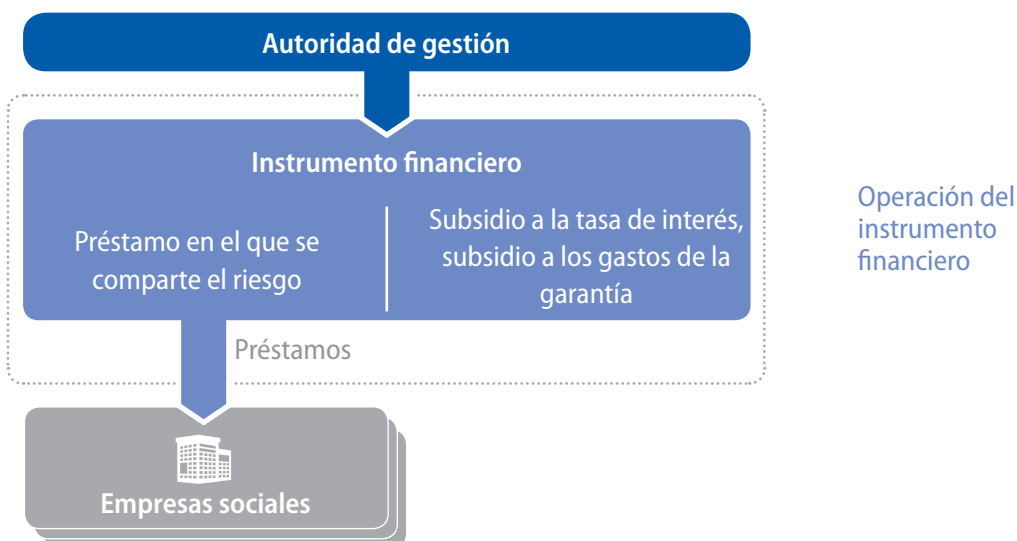 Autoridad de gestión
Instrumento financiero
Préstamo en el que se
comparte el riesgo
Subsidio a la tasa de interés,
subsidio a los gastos de la
garantía
Operación del
instrumento
financiero
Préstamos
Empresas sociales